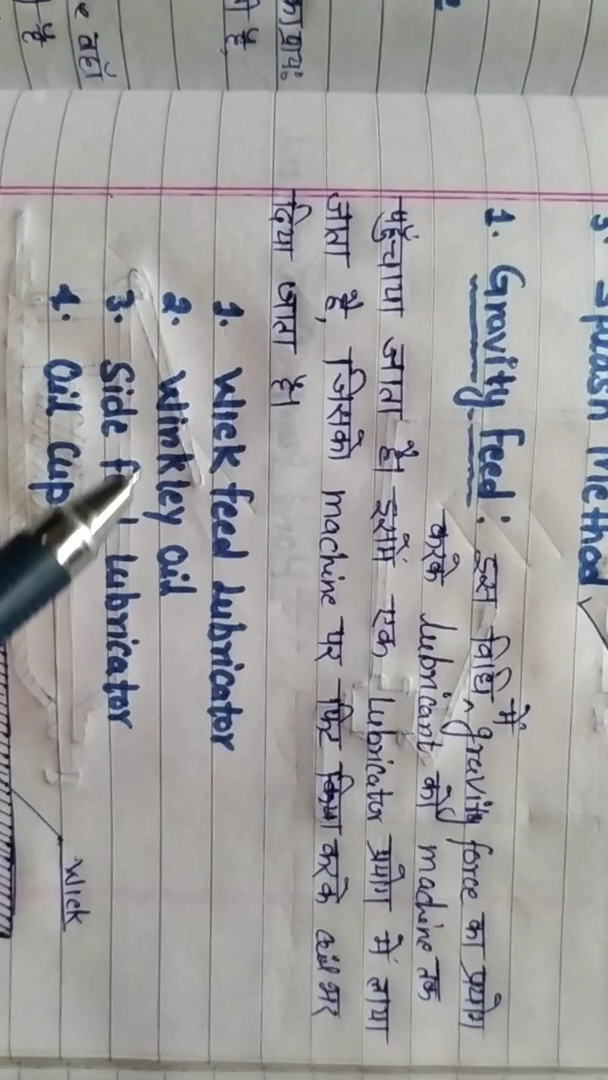 3. Splash Method
1. Gravity Feed: इस विधि में gravity force का प्रयोग
करके lubricant को machine तक
पहुंचाया जाता है। इसमें एक lubricator प्रयोग में लाया
जाता है, जिसको machine पर फिट किया करके oil भर
दिया जाता है।
1. Wick feed lubricator
2. Winkley oil
3. Side lubricator
4. Oil Cup
Wick